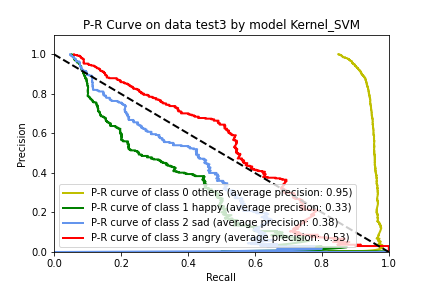 P-R Curve on data test3 by model Kernel_SVM
1.0
0.8
0.6
0.4
0.2
0.0
Precision
P-R curve of class 0 others (average precision: 0.95)
P-R curve of class 1 happy (average precision: 0.33)
P-R curve of class 2 sad (average precision: 0.38)
P-R curve of class 3 angry (average precision: 0.53)
0.0 0.2 0.4 0.6 0.8 1.0
Recall